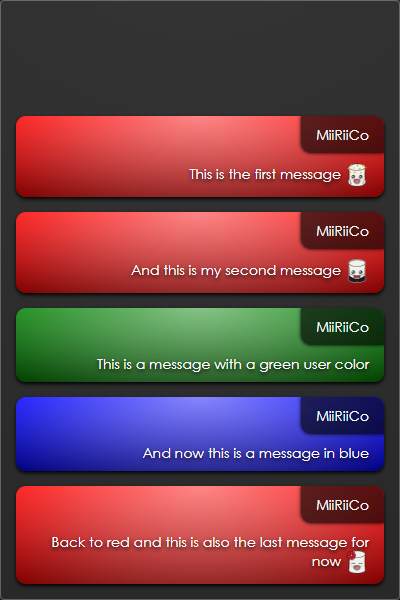 MiiRiiCo
This is the first message
MiiRiiCo
And this is my second message
MiiRiiCo
This is a message with a green user color
MiiRiiCo
And now this is a message in blue
MiiRiiCo
Back to red and this is also the last message for
now